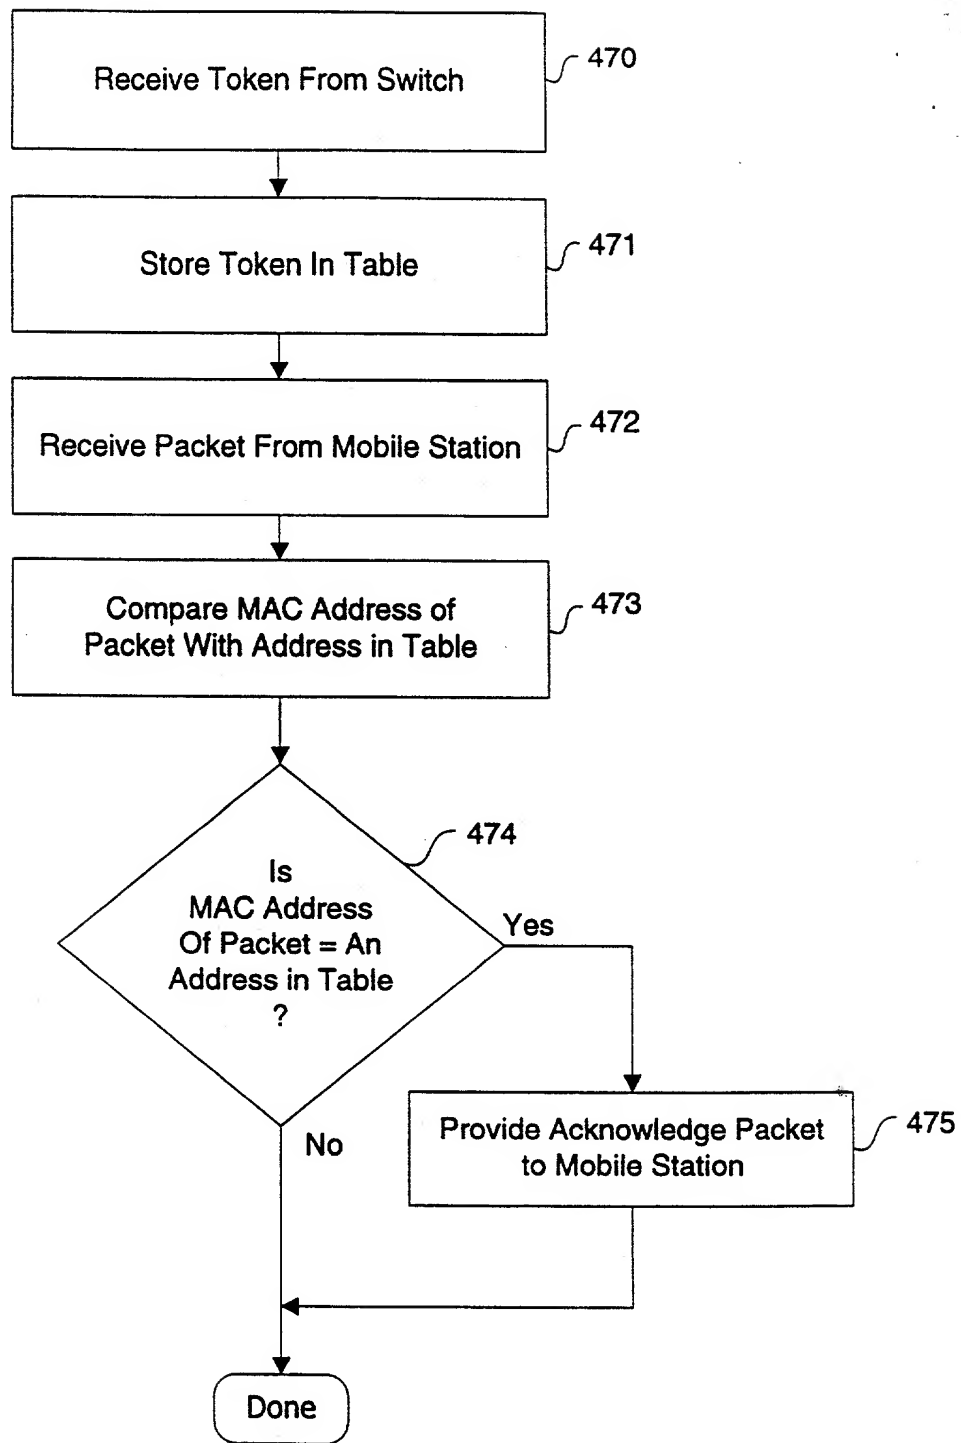 Receive Token From Switch
470
Store Token In Table
471
Receive Packet From Mobile Station
472
Compare MAC Address of
Packet With Address in Table
473
Is
MAC Address
Of Packet = An
Address in Table
?
474
Yes
No
Provide Acknowledge Packet
to Mobile Station
475
Done